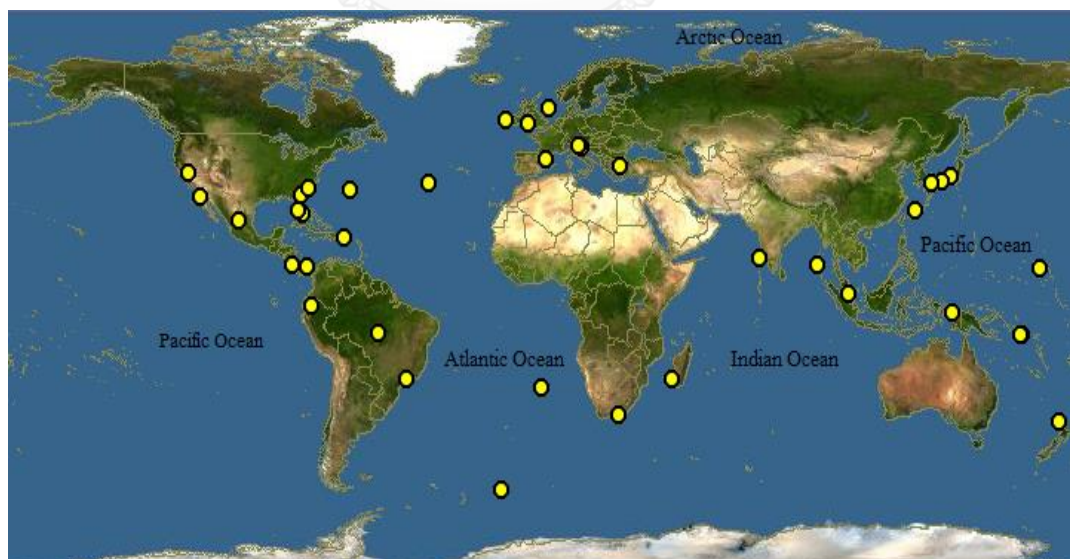 Arctic Ocean
Pacific Ocean
Pacific Ocean
Atlantic Ocean
Indian Ocean